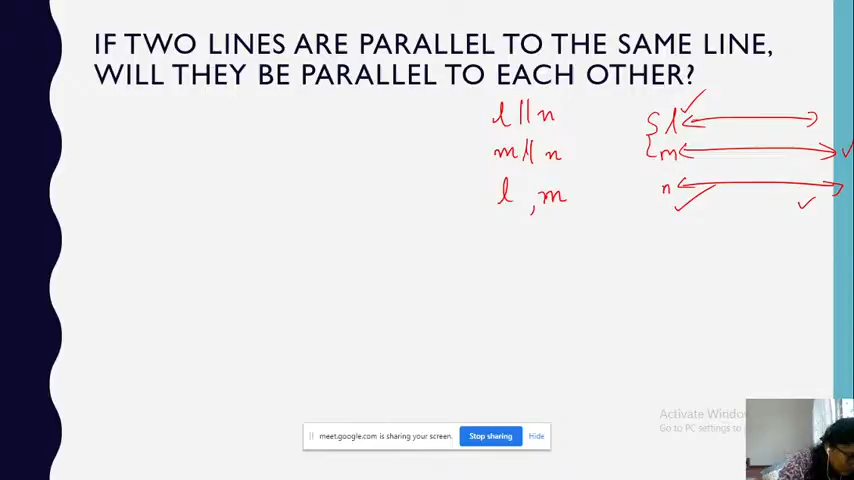 IF TWO LINES ARE PARALLEL TO THE SAME LINE,
WILL THEY BE PARALLEL TO EACH OTHER?
l || n
m || n
l , m
l
m
n
Activate Windo
Go to PC settings to
meet.google.com is sharing your screen.
Stop sharing
Hide